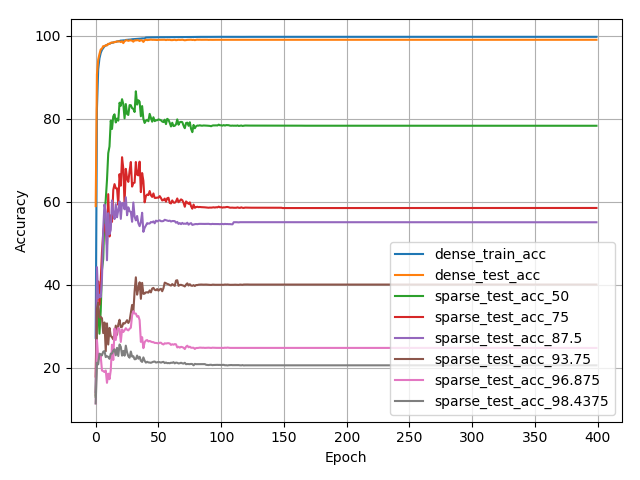 100
80
60
40
20
Accuracy
0
50
100
150
200
250
300
350
400
Epoch
dense_train_acc
dense_test_acc
sparse_test_acc_50
sparse_test_acc_75
sparse_test_acc_87.5
sparse_test_acc_93.75
sparse_test_acc_96.875
sparse_test_acc_98.4375